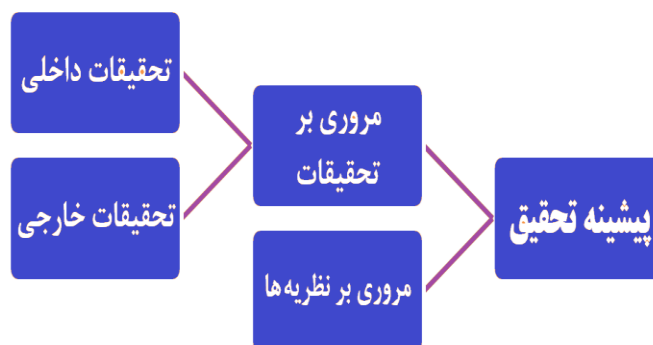 پیشینه تحقیق
مروری بر
تحقیقات
مروری بر نظریه‌ها
تحقیقات داخلی
تحقیقات خارجی